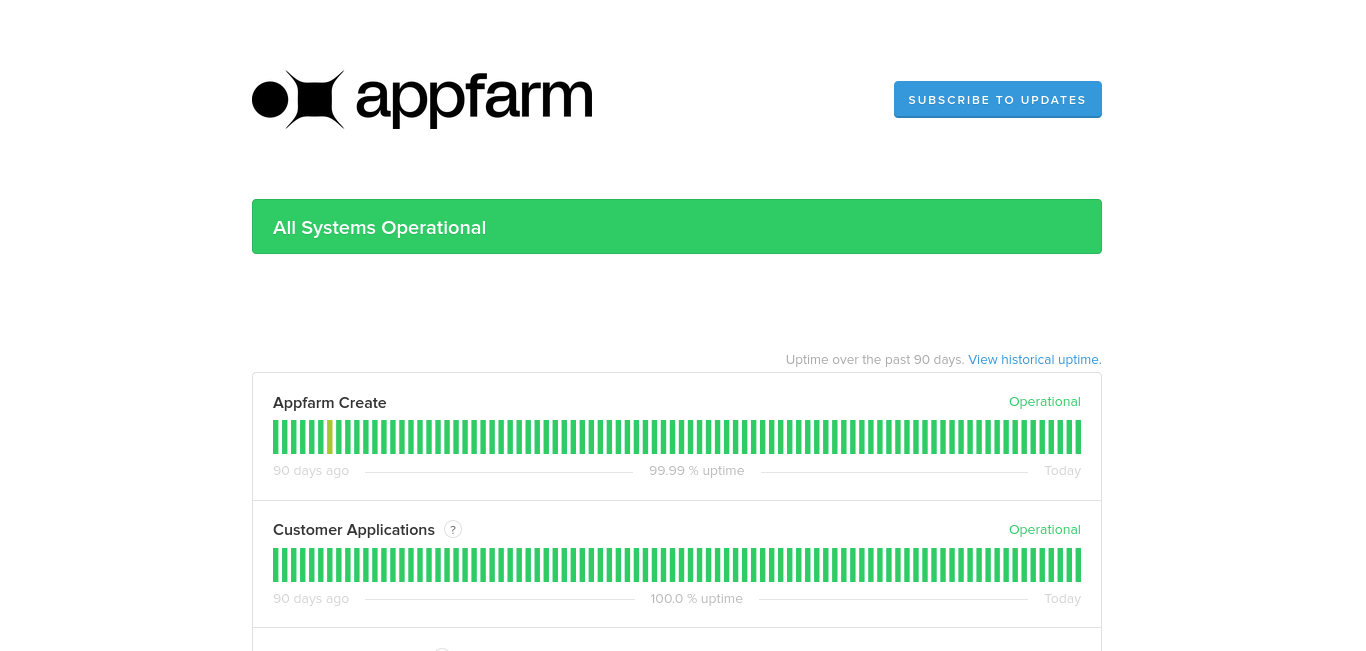 appfarm
SUBSCRIBE TO UPDATES
All Systems Operational
Uptime over the past 90 days. View historical uptime.
Appfarm Create
Operational
90 days ago
99.99 % uptime
Today
Customer Applications ?
Operational
90 days ago
100.0 % uptime
Today